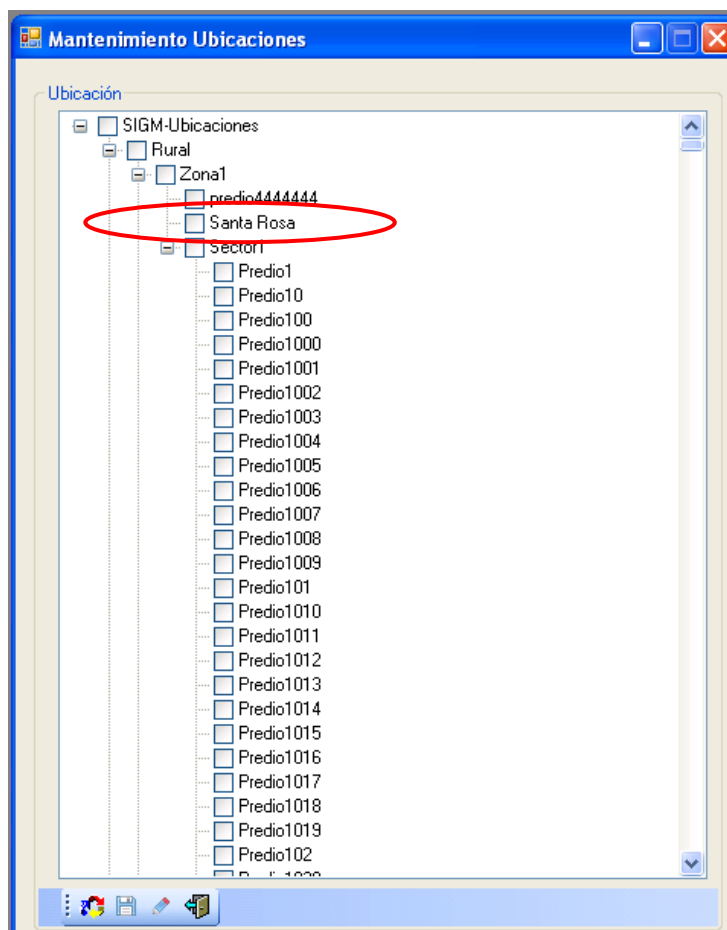 Mantenimiento Ubicaciones
Ubicación
SIGM-Ubicaciones
Rural
Zona1
predio4444444
Santa Rosa
Sector1
Predio1
Predio10
Predio100
Predio1000
Predio1001
Predio1002
Predio1003
Predio1004
Predio1005
Predio1006
Predio1007
Predio1008
Predio1009
Predio101
Predio1010
Predio1011
Predio1012
Predio1013
Predio1014
Predio1015
Predio1016
Predio1017
Predio1018
Predio1019
Predio102